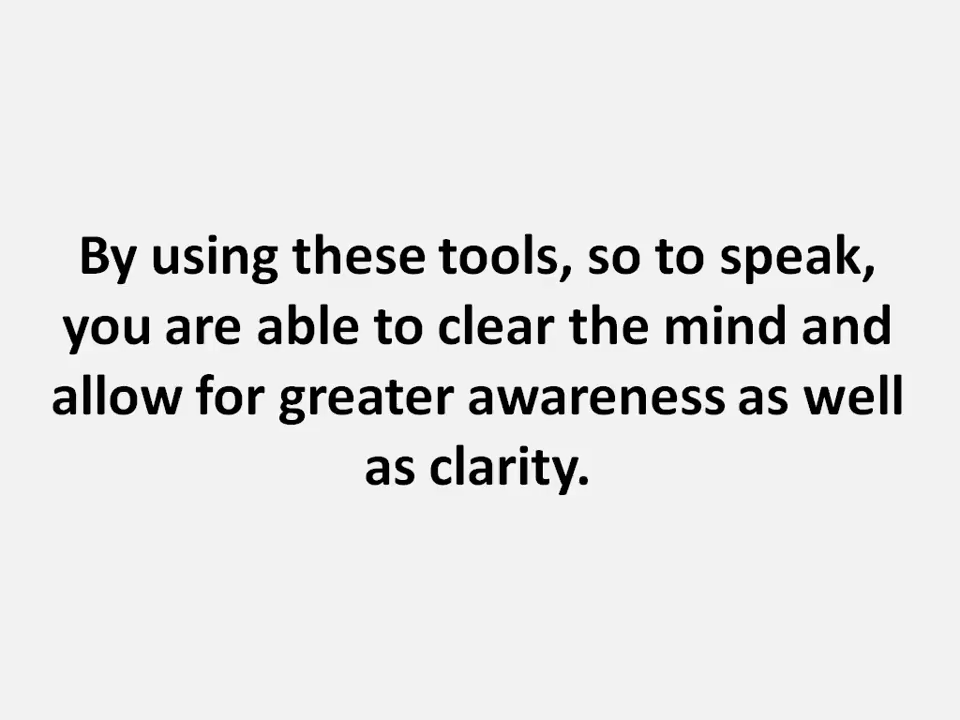 By using these tools, so to speak,
you are able to clear the mind and
allow for greater awareness as well
as clarity.